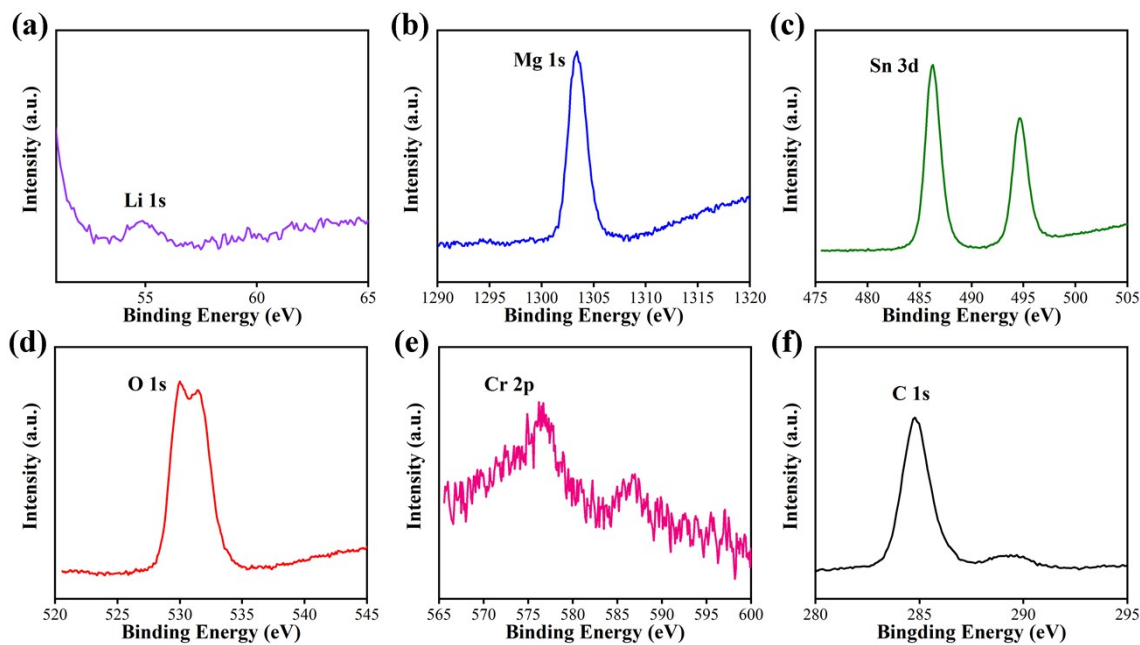 (a)
Intensity (a.u.)
Li 1s
55 60 65
Binding Energy (eV)
(b)
Intensity (a.u.)
Mg 1s
1290 1295 1300 1305 1310 1315 1320
Binding Energy (eV)
(c)
Intensity (a.u.)
Sn 3d
475 480 485 490 495 500 505
Binding Energy (eV)
(d)
Intensity (a.u.)
O 1s
520 525 530 535 540 545
Binding Energy (eV)
(e)
Intensity (a.u.)
Cr 2p
565 570 575 580 585 590 595 600
Binding Energy (eV)
(f)
Intensity (a.u.)
C 1s
280 285 290 295
Bingding Energy (eV)